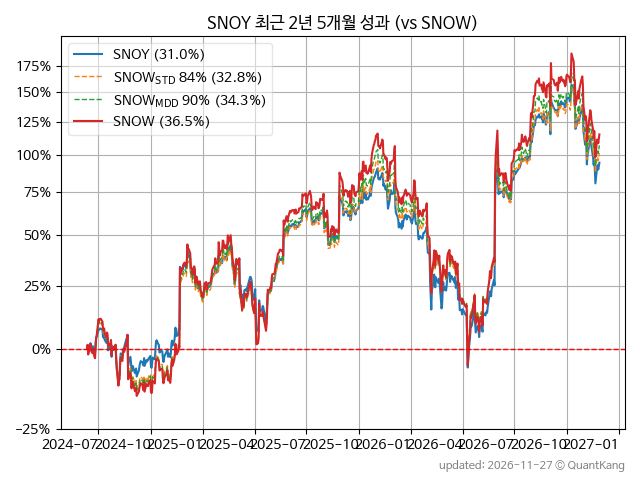 SNOY 최근 2년 5개월 성과 (vs SNOW)
SNOY (31.0%)
SNOW_STD 84% (32.8%)
SNOW_MDD 90% (34.3%)
SNOW (36.5%)
175%
150%
125%
100%
75%
50%
25%
0%
−25%
2024-07 2024-10 2025-01 2025-04 2025-07 2025-10 2026-01 2026-04 2026-07 2026-10 2027-01
updated: 2026-11-27 © QuantKang